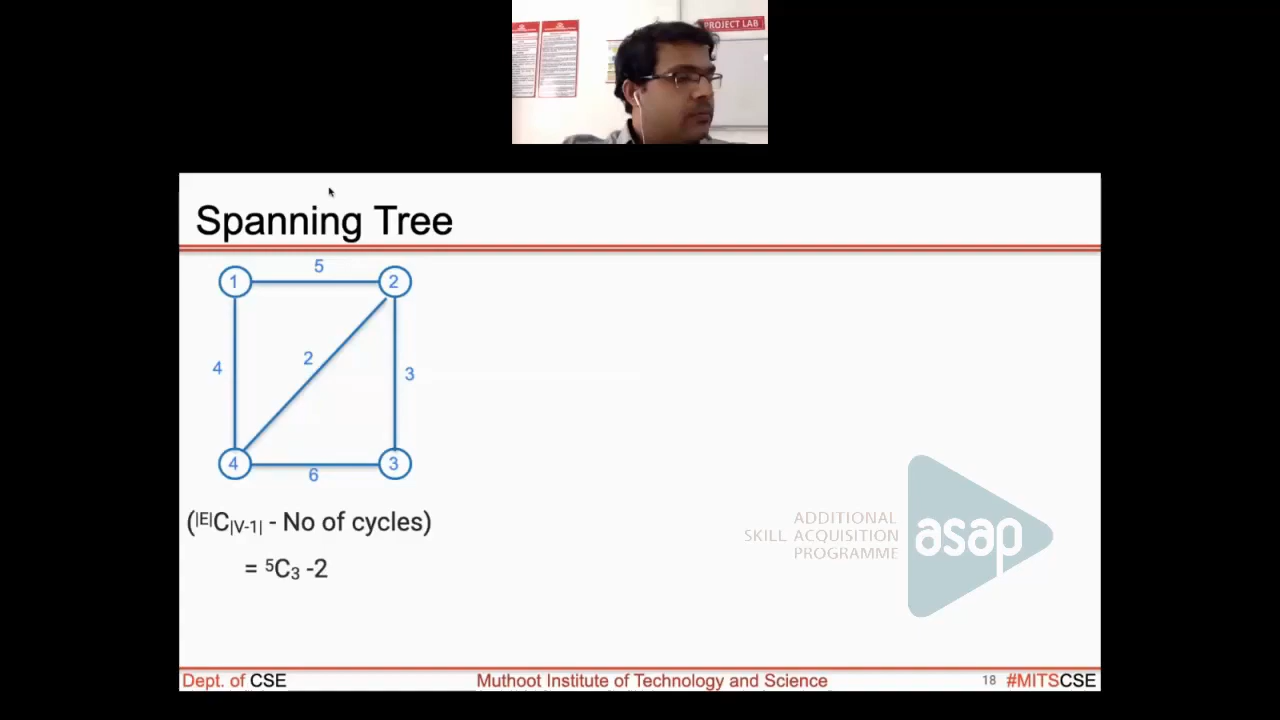 PROJECT LAB
Spanning Tree
5
1
2
4
2
3
4
6
3
(|E|C|V-1| - No of cycles)
= 5C3 -2
ADDITIONAL
SKILL ACQUISITION
PROGRAMME
asap
Dept. of CSE
Muthoot Institute of Technology and Science
18 #MITSCSE